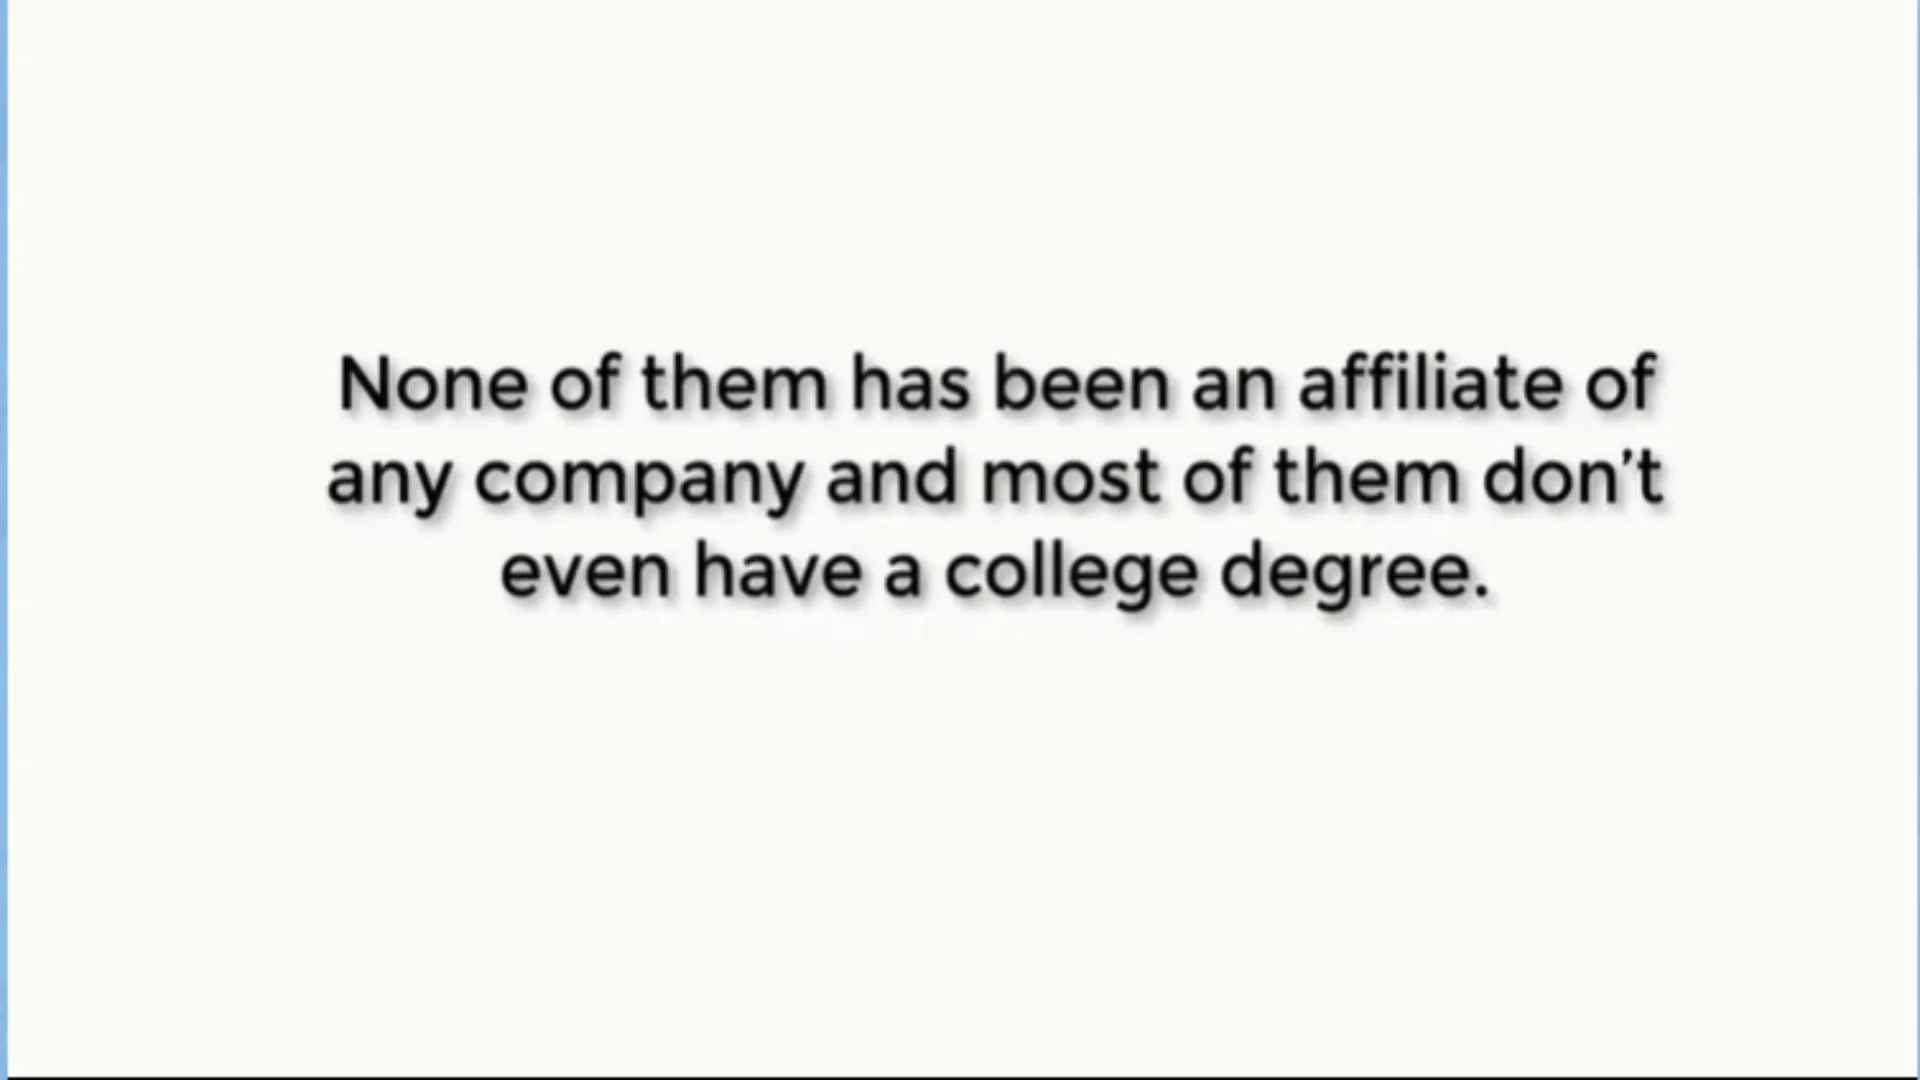 None of them has been an affiliate of
any company and most of them don’t
even have a college degree.